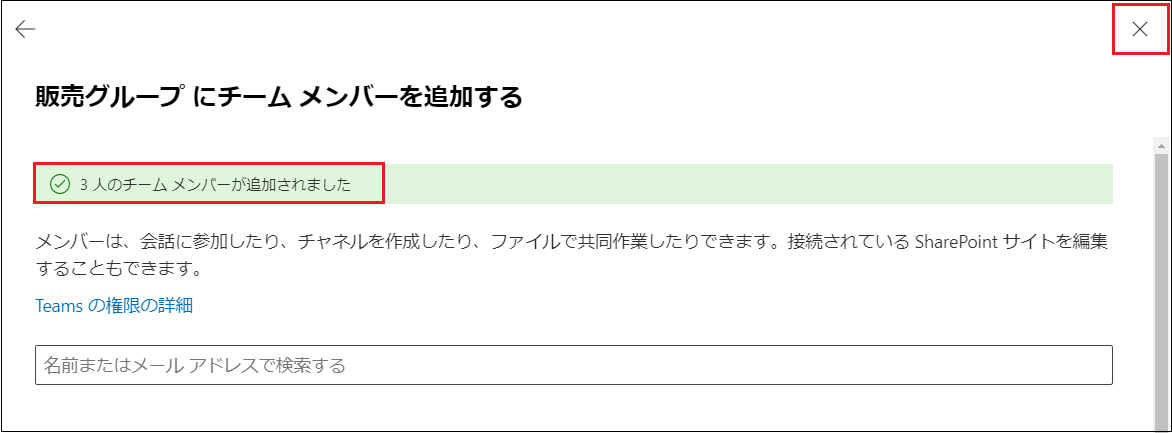 販売グループ にチーム メンバーを追加する
3 人のチーム メンバーが追加されました
メンバーは、会話に参加したり、チャネルを作成したり、ファイルで共同作業したりできます。接続されている SharePoint サイトを編集
することもできます。
Teams の権限の詳細
名前またはメール アドレスで検索する